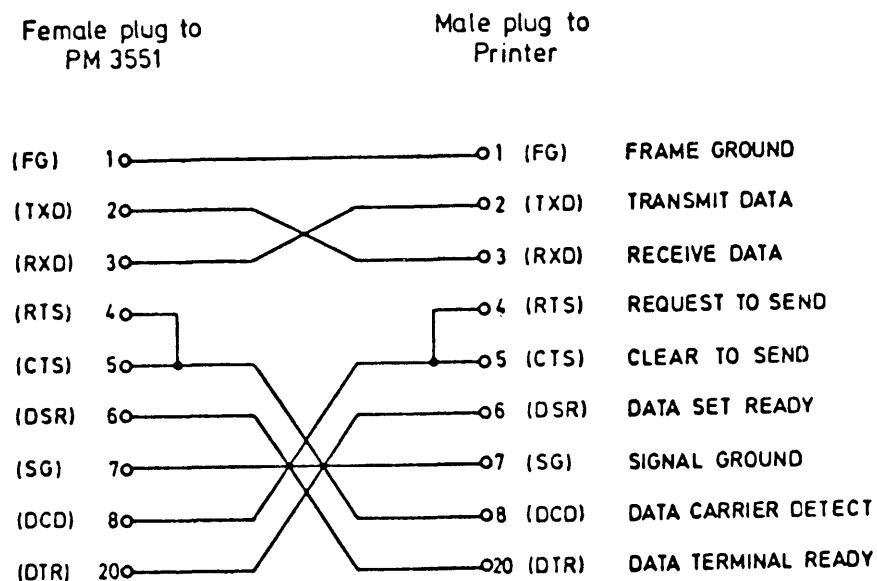 Female plug to
PM 3551
Male plug to
Printer
(FG) 1 1 (FG) FRAME GROUND
(TXD) 2 2 (TXD) TRANSMIT DATA
(RXD) 3 3 (RXD) RECEIVE DATA
(RTS) 4 4 (RTS) REQUEST TO SEND
(CTS) 5 5 (CTS) CLEAR TO SEND
(DSR) 6 6 (DSR) DATA SET READY
(SG) 7 7 (SG) SIGNAL GROUND
(DCD) 8 8 (DCD) DATA CARRIER DETECT
(DTR) 20 20 (DTR) DATA TERMINAL READY